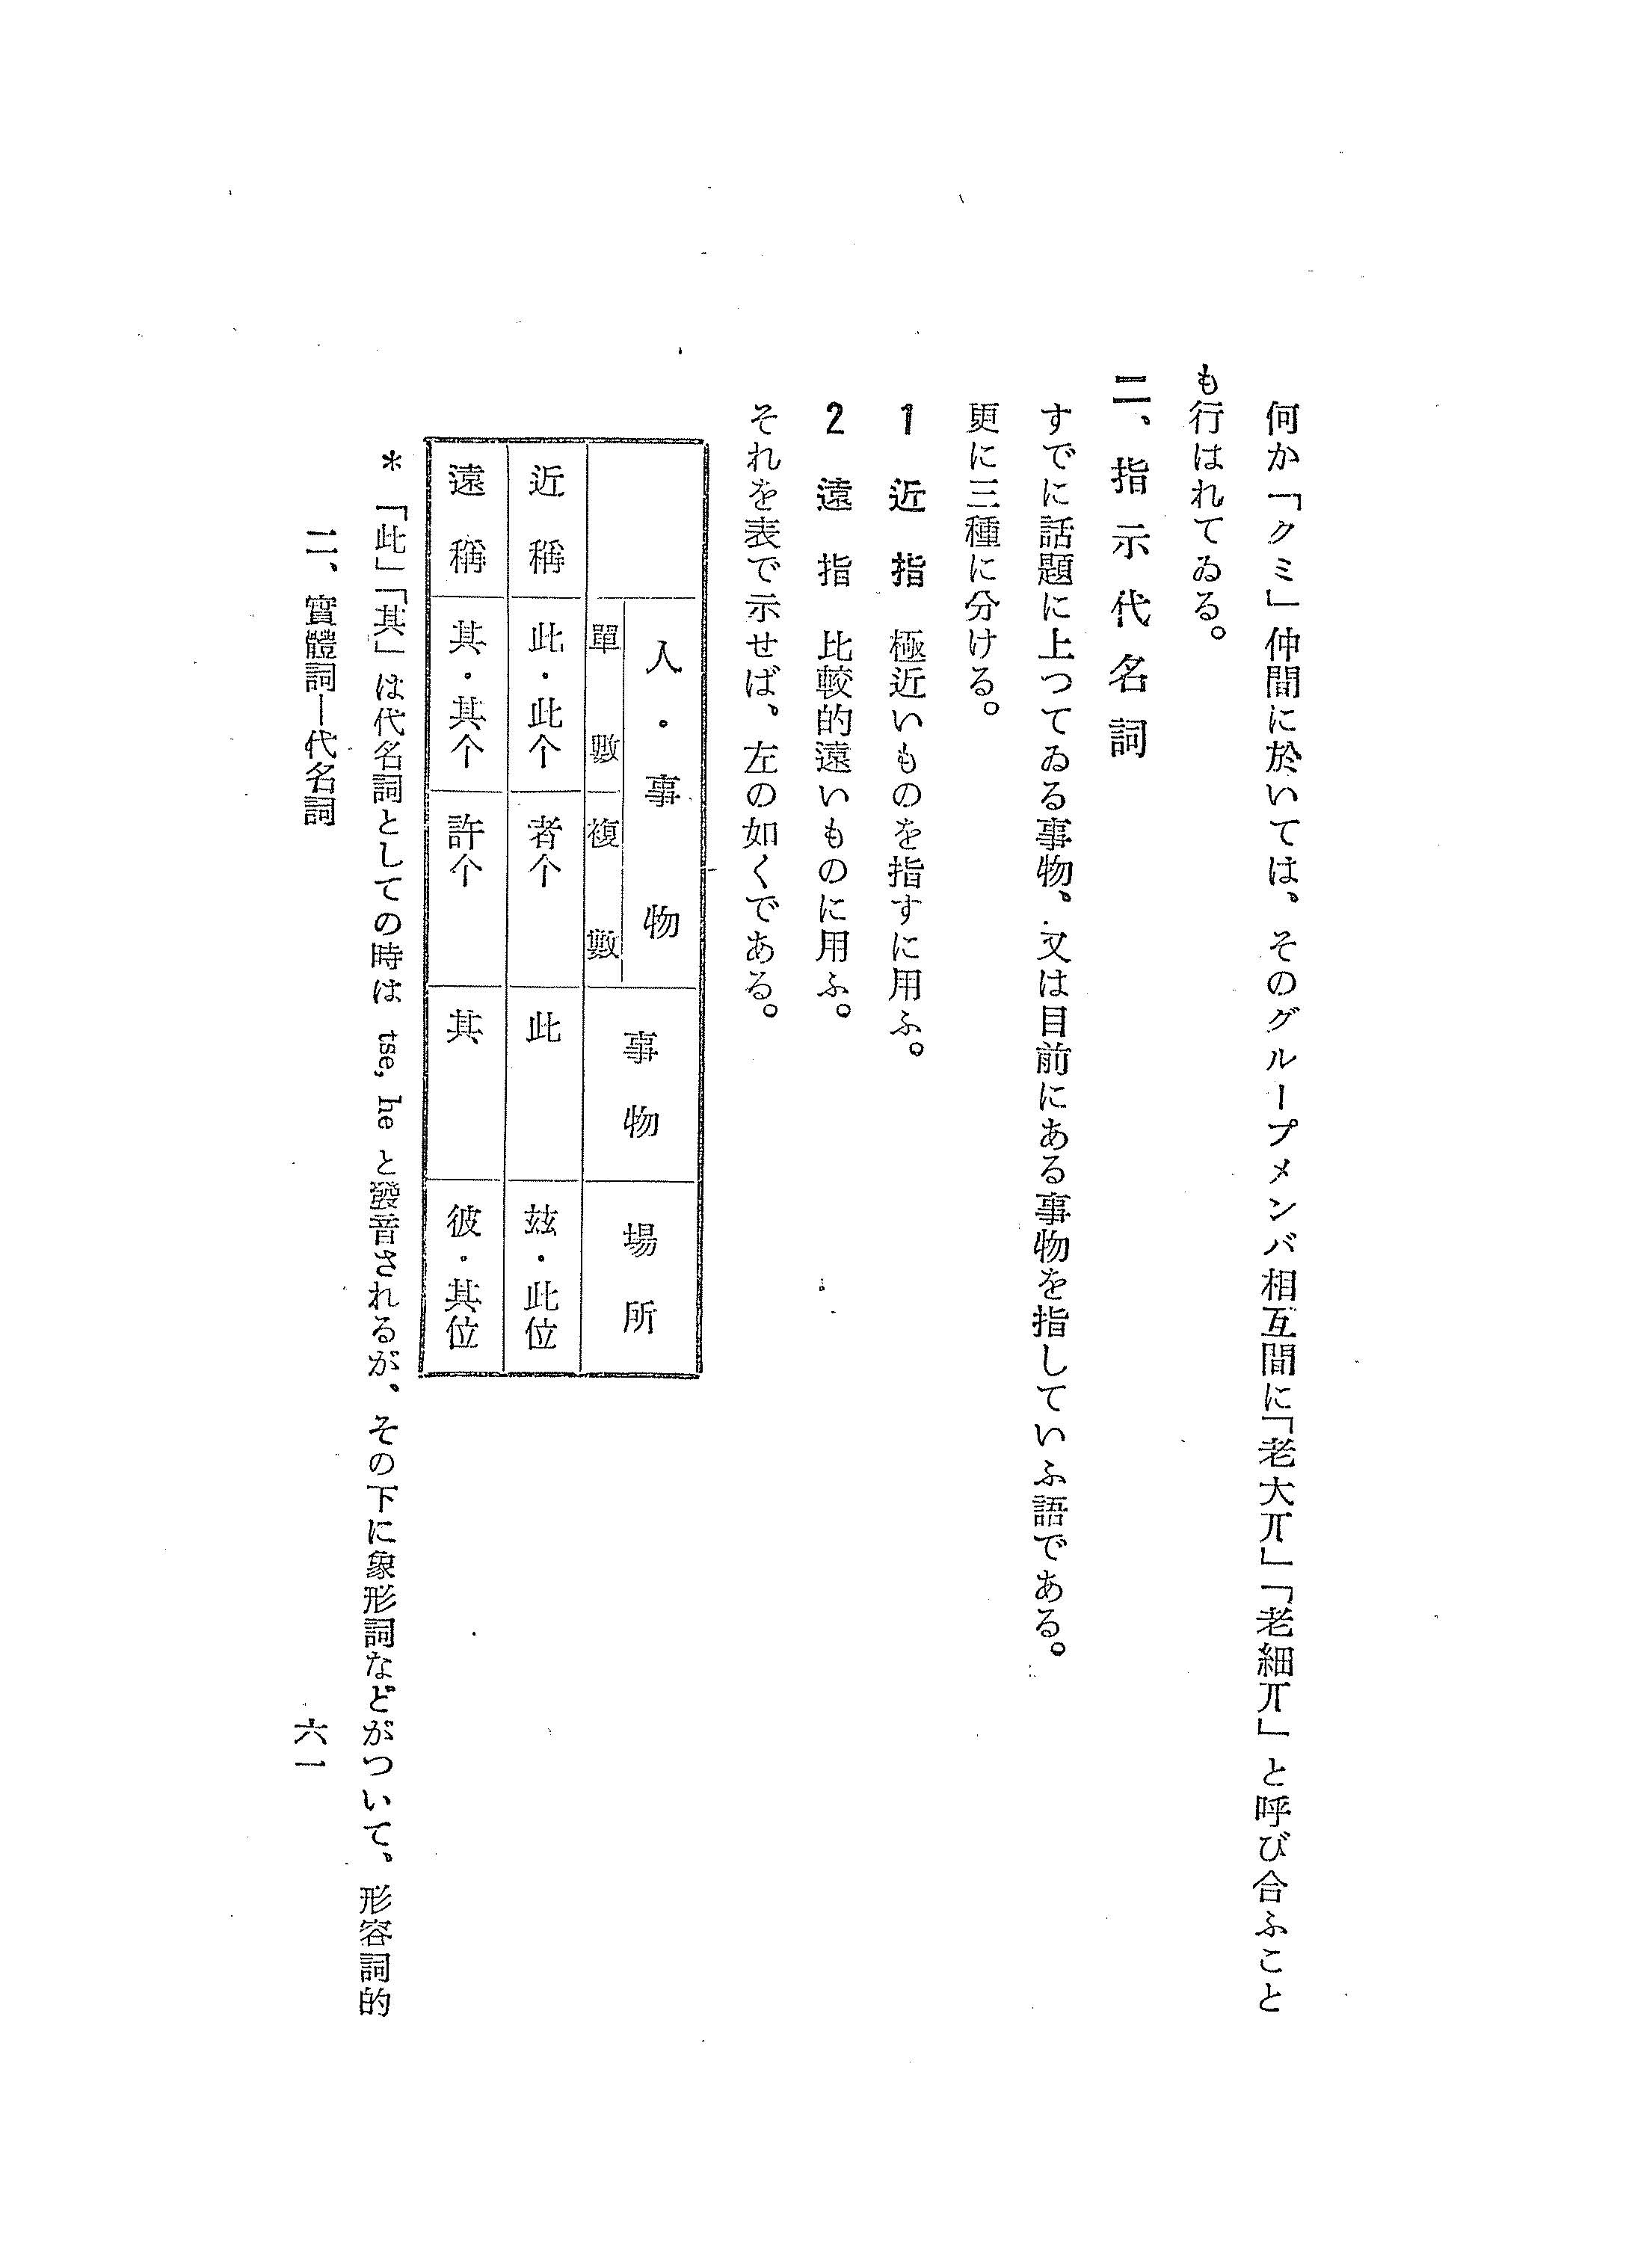 何か「クミ」仲間に於いては、そのグループメンバ相互間に「老大丌」「老細丌」と呼び合ふこと
も行はれてゐる。
二、指示代名詞
すでに話題に上つてゐる事物、又は目前にある事物を指していふ語である。
更に三種に分ける。
1 近指 極近いものを指すに用ふ。
2 遠指 比較的遠いものに用ふ。
それを表で示せば、左の如くである。
人・事物 事物 場所
單數 複數
近稱 此・此个 者个 此 玆・此位
遠稱 其・其个 許个 其 彼・其位
*「此」「其」は代名詞としての時は tse, he と發音されるが、その下に象形詞などがついて、形容詞的
二、實體詞―代名詞
六一